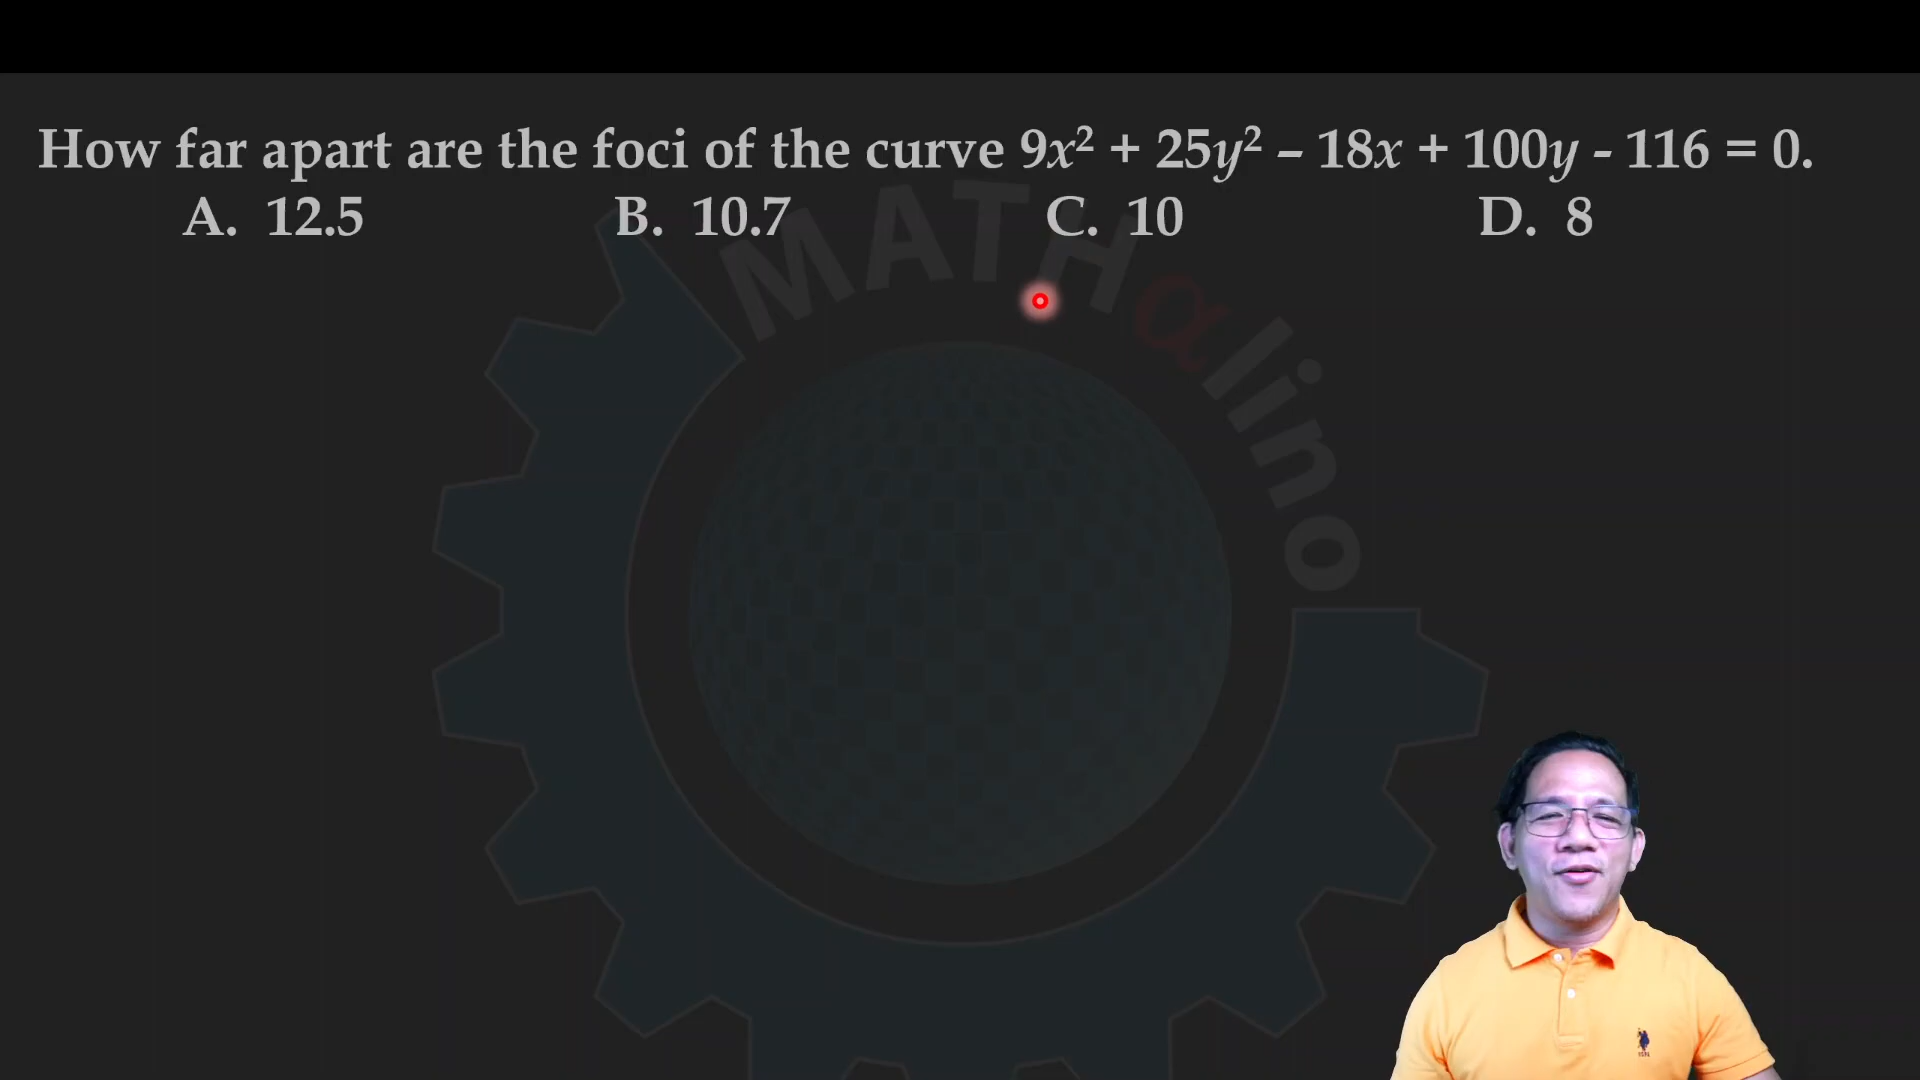 How far apart are the foci of the curve 9x² + 25y² – 18x + 100y - 116 = 0.
A. 12.5 B. 10.7 C. 10 D. 8
MATHalino